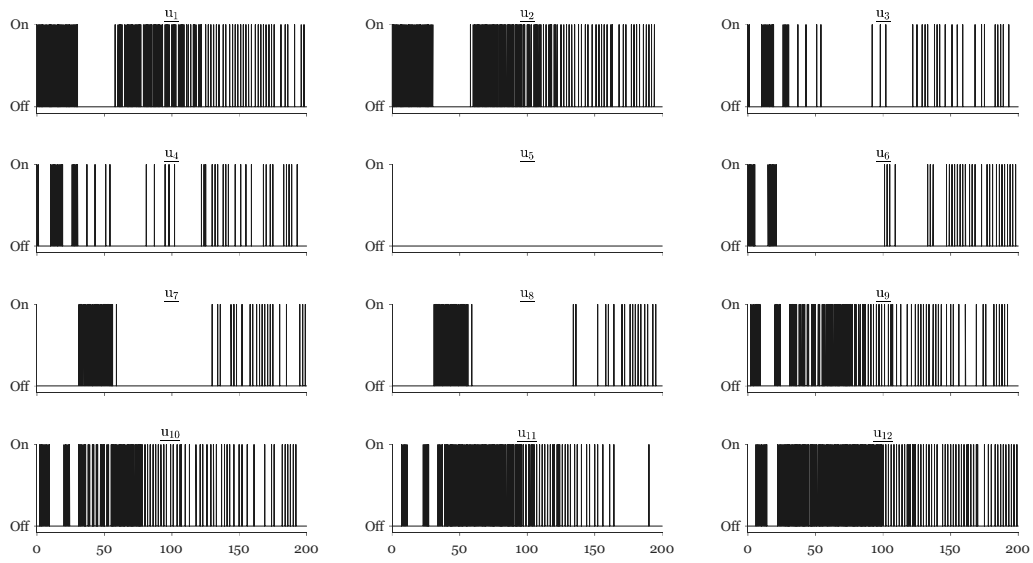 u₁ u₂ u₃
On On On
Off Off Off
u₄ u₅ u₆
On On On
Off Off Off
u₇ u₈ u₉
On On On
Off Off Off
u₁₀ u₁₁ u₁₂
On On On
Off Off Off
0 50 100 150 200 0 50 100 150 200 0 50 100 150 200